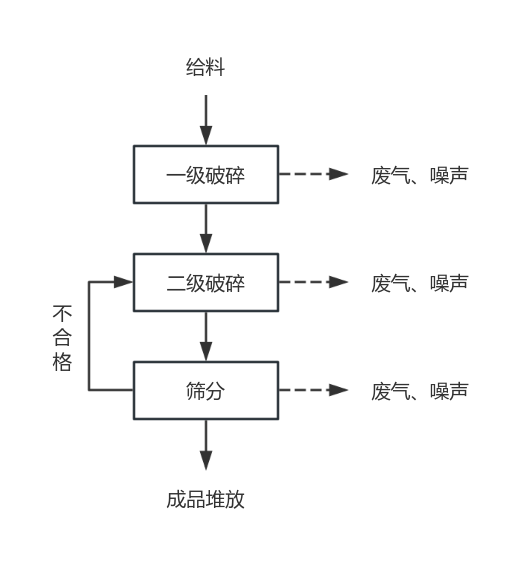 给料
一级破碎
废气、噪声
二级破碎
废气、噪声
不合格
筛分
废气、噪声
成品堆放